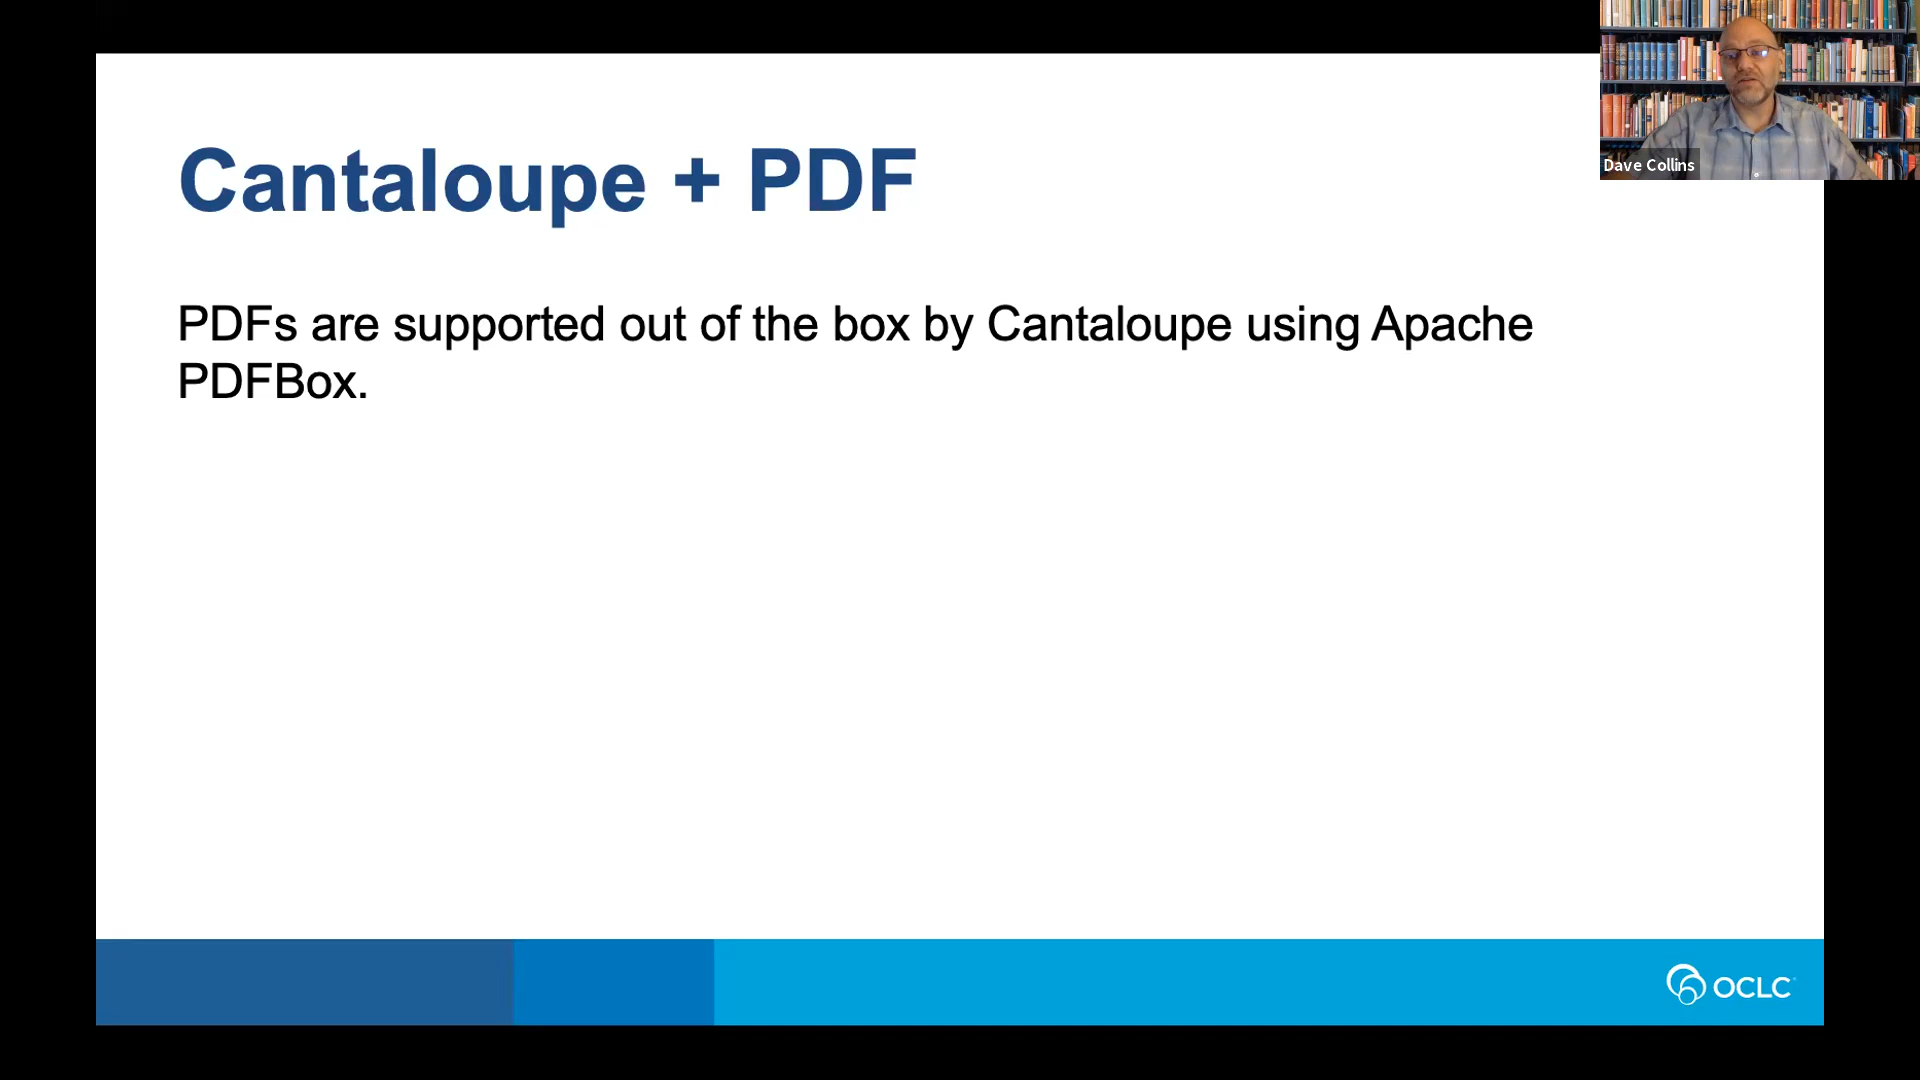 Cantaloupe + PDF
PDFs are supported out of the box by Cantaloupe using Apache
PDFBox.
Dave Collins
OCLC